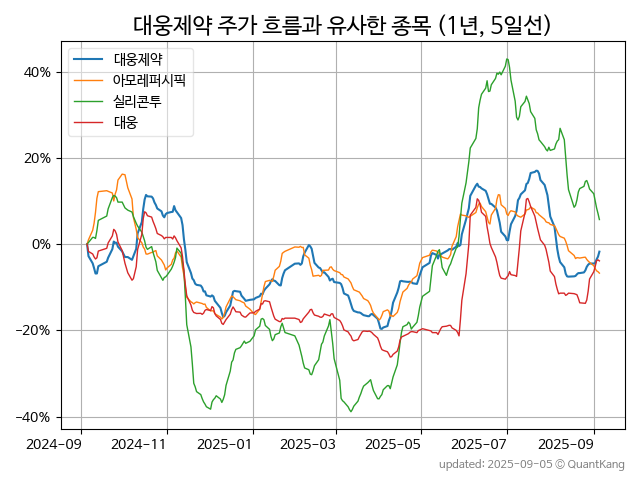 대웅제약 주가 흐름과 유사한 종목 (1년, 5일선)
대웅제약
아모레퍼시픽
실리콘투
대웅
40%
20%
0%
−20%
−40%
2024-09
2024-11
2025-01
2025-03
2025-05
2025-07
2025-09
updated: 2025-09-05 © QuantKang